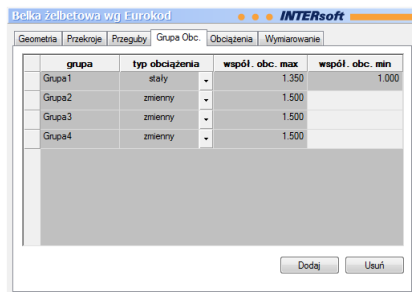 Belka żelbetowa wg Eurokod INTERsoft
Geometria Przekroje Przeguby Grupa Obc. Obciążenia Wymiarowanie
grupa typ obciążenia współ. obc. max współ. obc. min
Grupa1 stały 1.350 1.000
Grupa2 zmienny 1.500
Grupa3 zmienny 1.500
Grupa4 zmienny 1.500
Dodaj Usuń